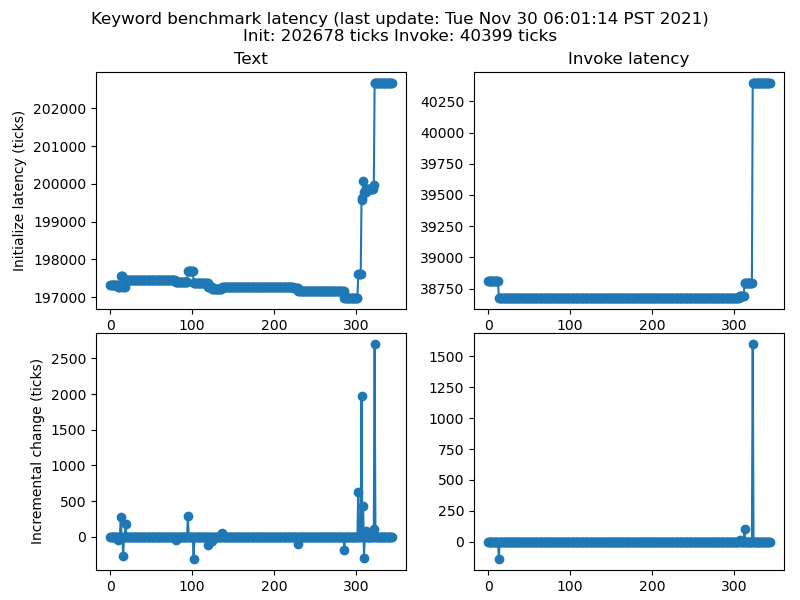 Keyword benchmark latency (last update: Tue Nov 30 06:01:14 PST 2021)
Init: 202678 ticks Invoke: 40399 ticks
Text
Invoke latency
Initialize latency (ticks)
202000
201000
200000
199000
198000
197000
0 100 200 300
40250
40000
39750
39500
39250
39000
38750
0 100 200 300
Incremental change (ticks)
2500
2000
1500
1000
500
0
0 100 200 300
1500
1250
1000
750
500
250
0
0 100 200 300